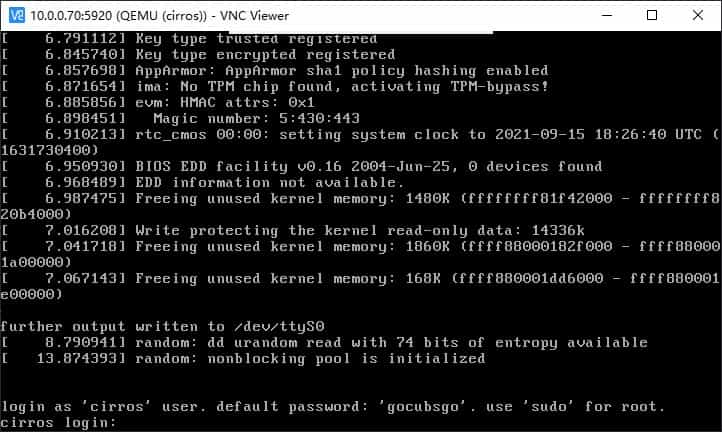 10.0.0.70:5920 (QEMU (cirros)) - VNC Viewer
[    6.791112] Key type trusted registered
[    6.845740] Key type encrypted registered
[    6.857698] AppArmor: AppArmor sha1 policy hashing enabled
[    6.871654] ima: No TPM chip found, activating TPM-bypass!
[    6.885856] evm: HMAC attrs: 0x1
[    6.898451]   Magic number: 5:430:443
[    6.910213] rtc_cmos 00:00: setting system clock to 2021-09-15 18:26:40 UTC (
1631730400)
[    6.950930] BIOS EDD facility v0.16 2004-Jun-25, 0 devices found
[    6.968489] EDD information not available.
[    6.987475] Freeing unused kernel memory: 1480K (ffffffff81f42000 - ffffffff8
20b4000)
[    7.016208] Write protecting the kernel read-only data: 14336k
[    7.041718] Freeing unused kernel memory: 1860K (ffff88000182f000 - ffff88000
1a00000)
[    7.067143] Freeing unused kernel memory: 168K (ffff880001dd6000 - ffff880001
e00000)
further output written to /dev/ttyS0
[    8.790941] random: dd urandom read with 74 bits of entropy available
[   13.874393] random: nonblocking pool is initialized
login as 'cirros' user. default password: 'gocubsgo'. use 'sudo' for root.
cirros login: